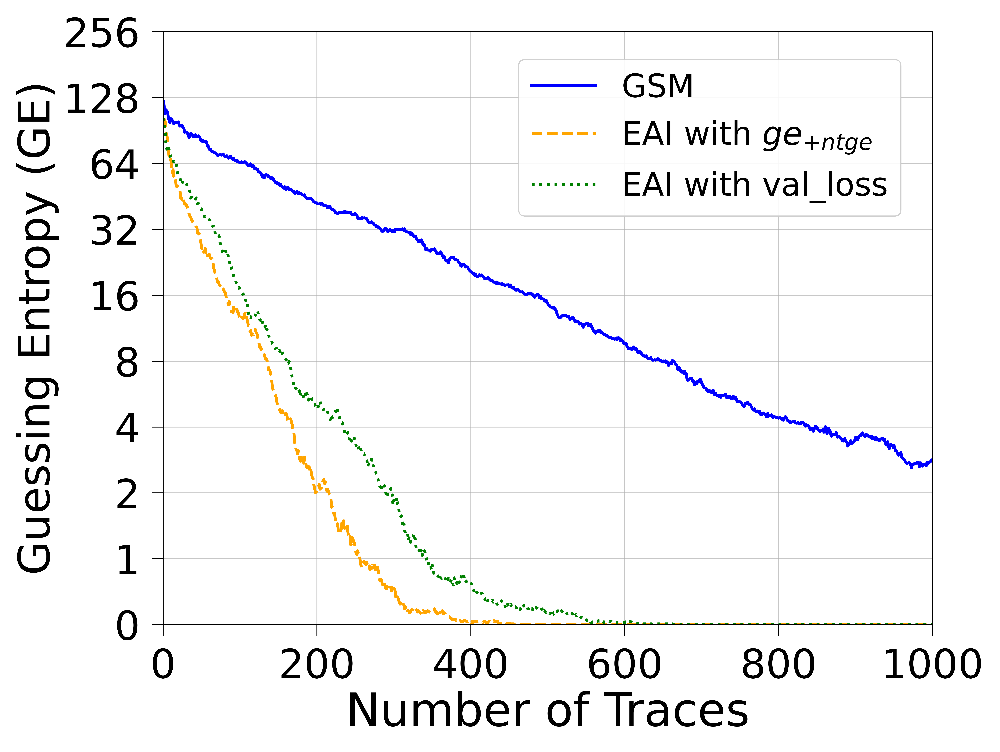 256
128
64
32
16
8
4
2
1
0
Guessing Entropy (GE)
GSM
EAI with ge+ntge
EAI with val_loss
0 200 400 600 800 1000
Number of Traces